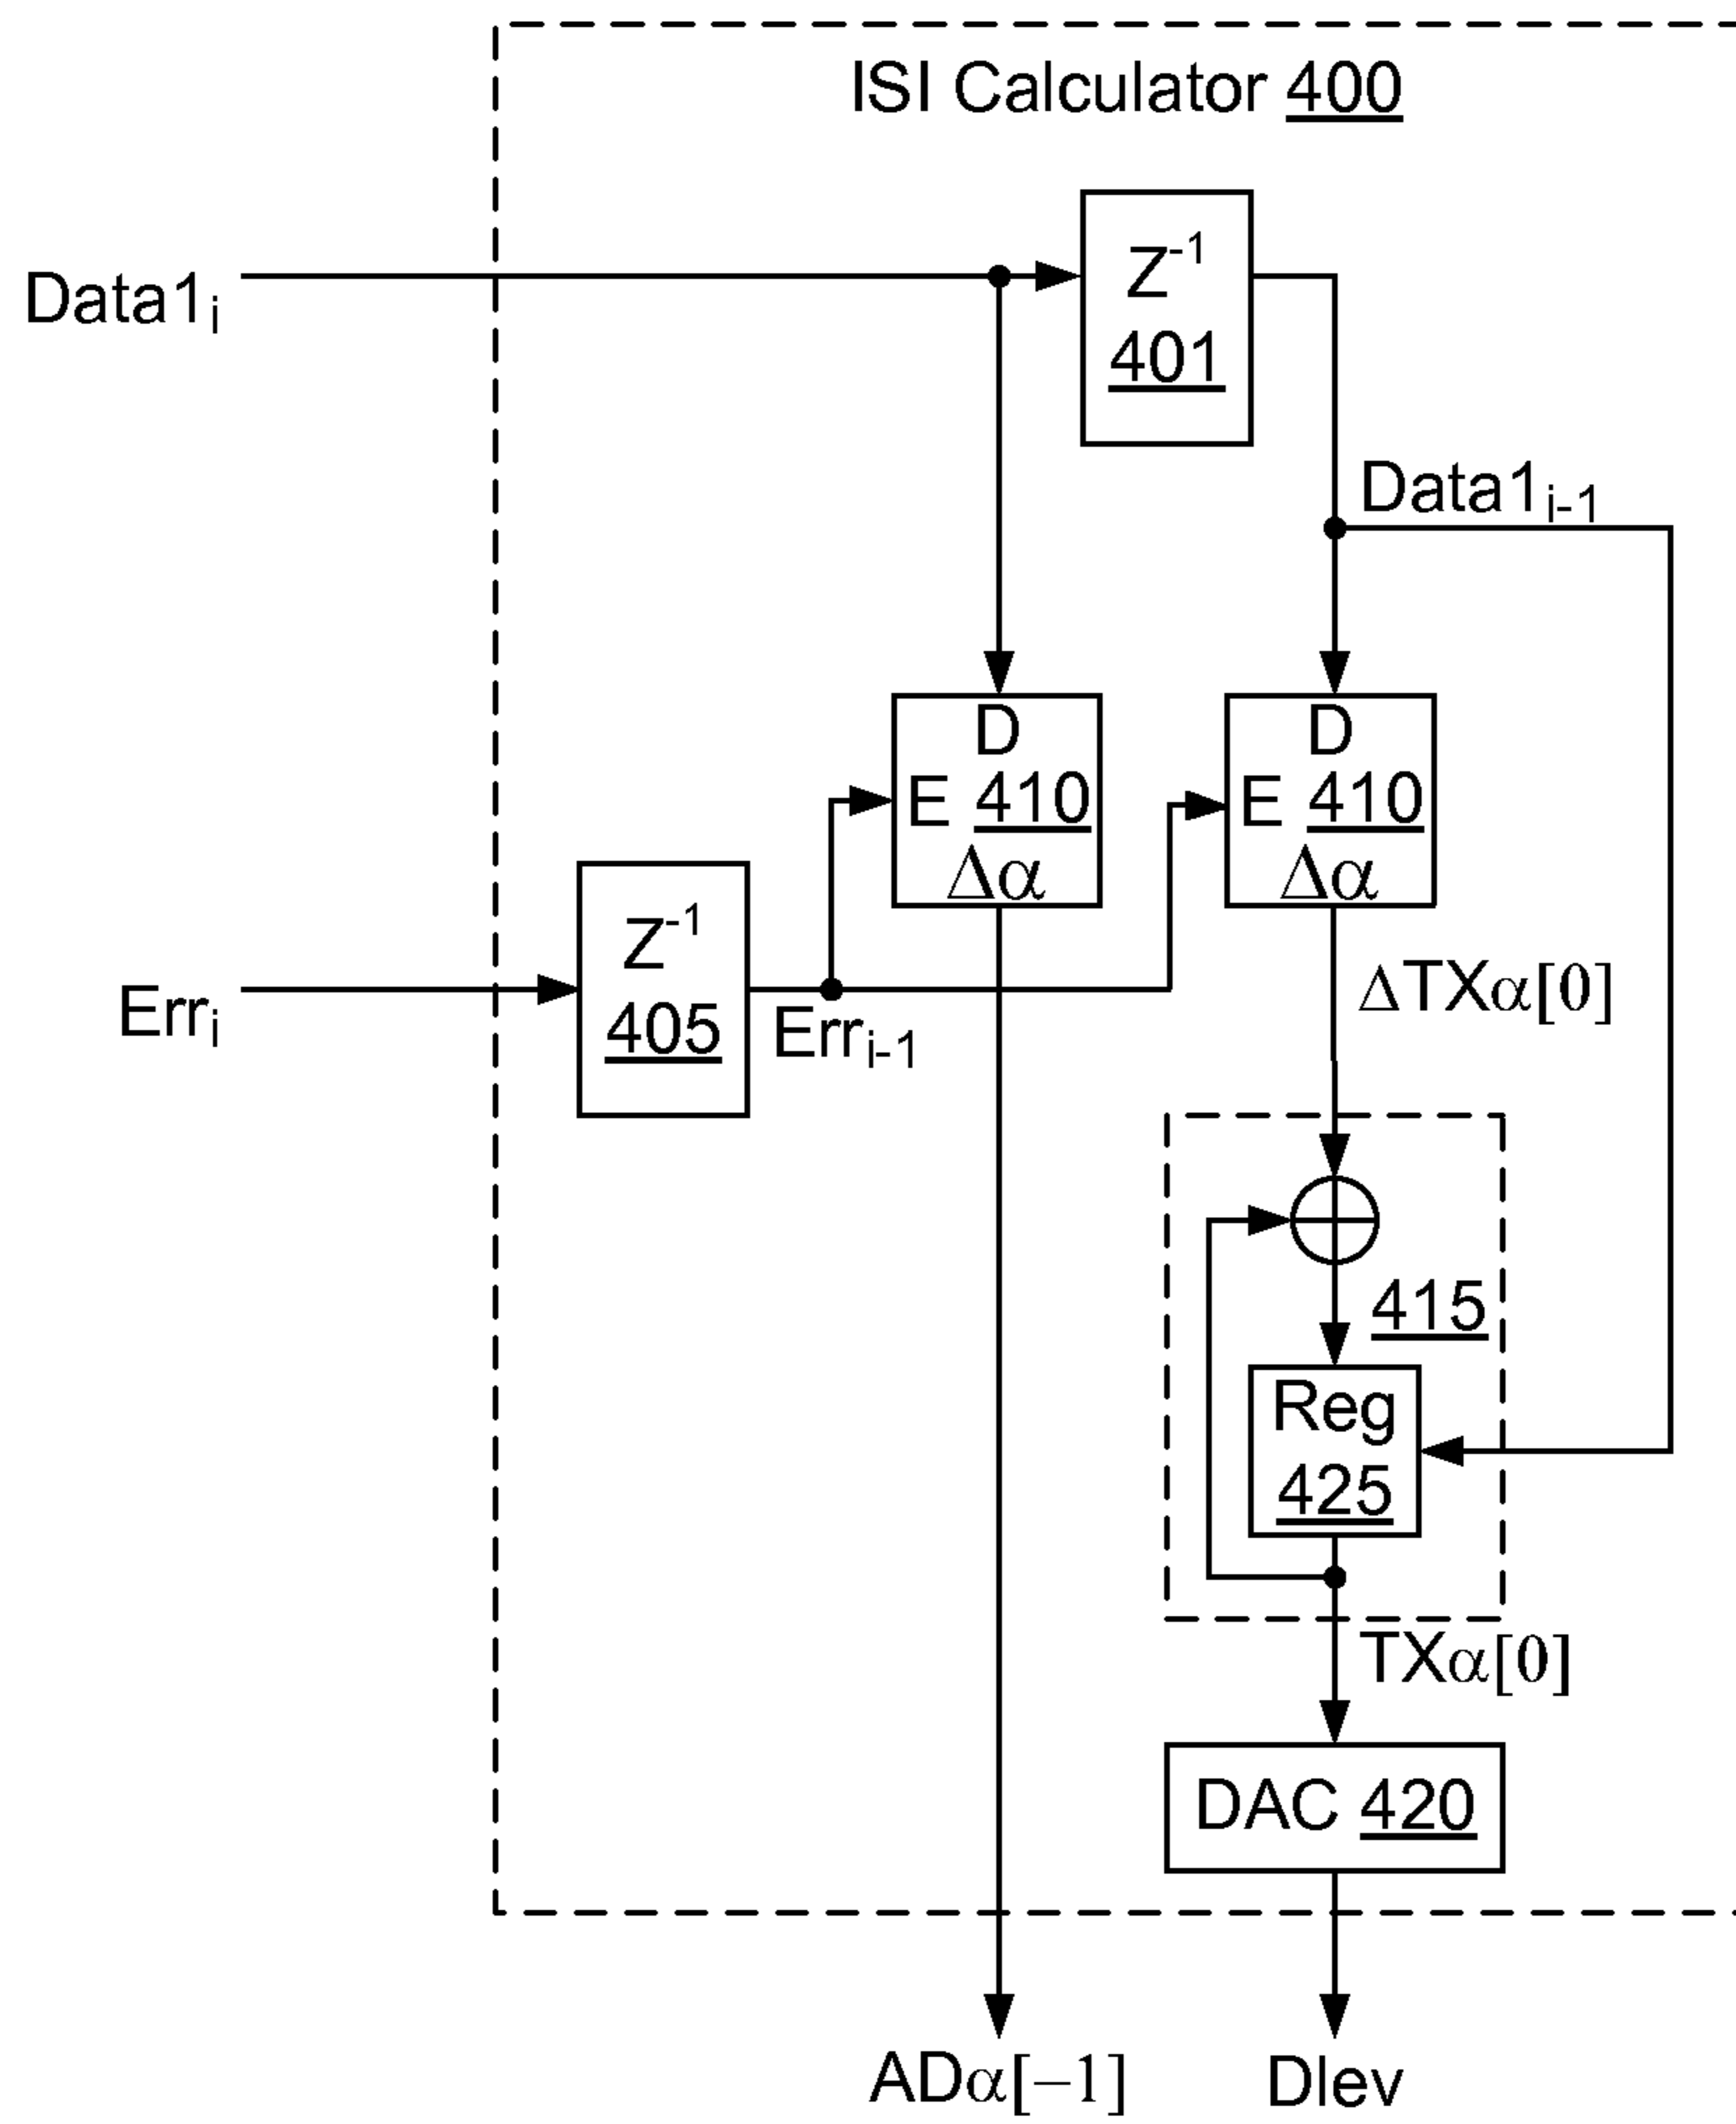 ISI Calculator 400
Z⁻¹
401
Data1ᵢ
Data1ᵢ₋₁
D
E 410
Δα
D
E 410
Δα
Z⁻¹
405
Errᵢ
Errᵢ₋₁
ΔTXα[0]
415
Reg
425
TXα[0]
DAC 420
ADα[−1]
Dlev